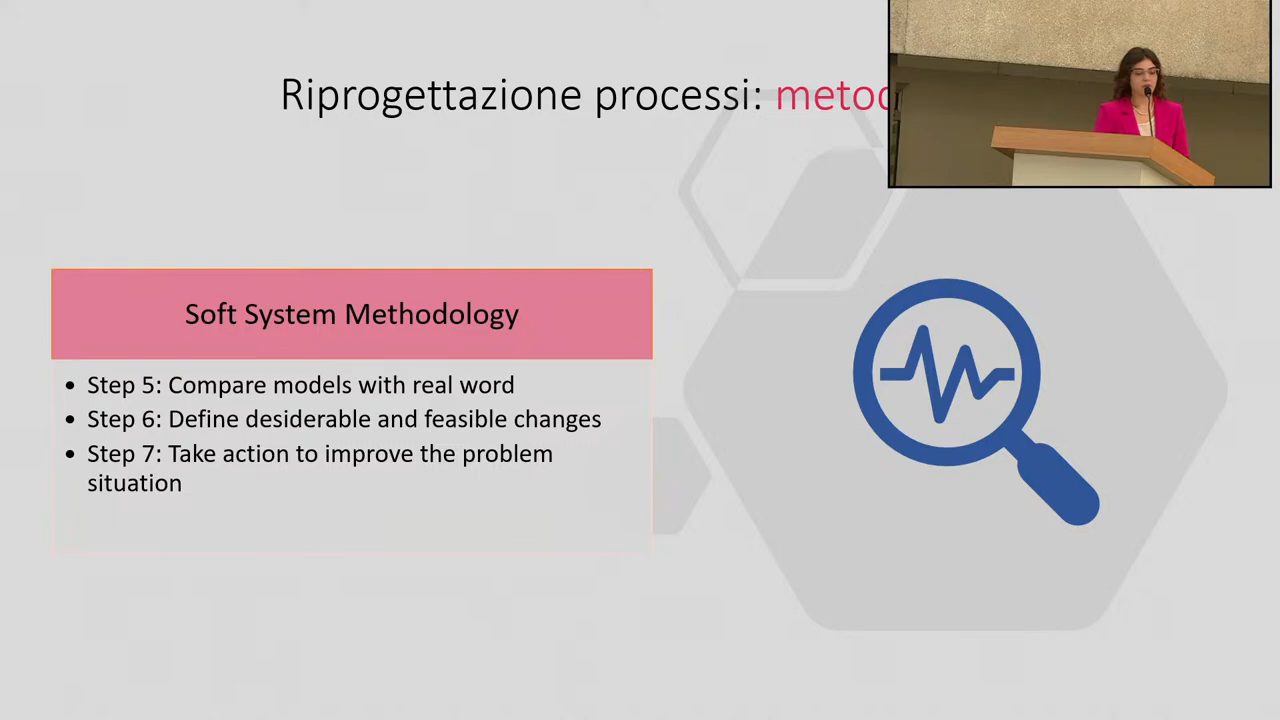 Riprogettazione processi: metod
Soft System Methodology
• Step 5: Compare models with real word
• Step 6: Define desiderable and feasible changes
• Step 7: Take action to improve the problem
situation